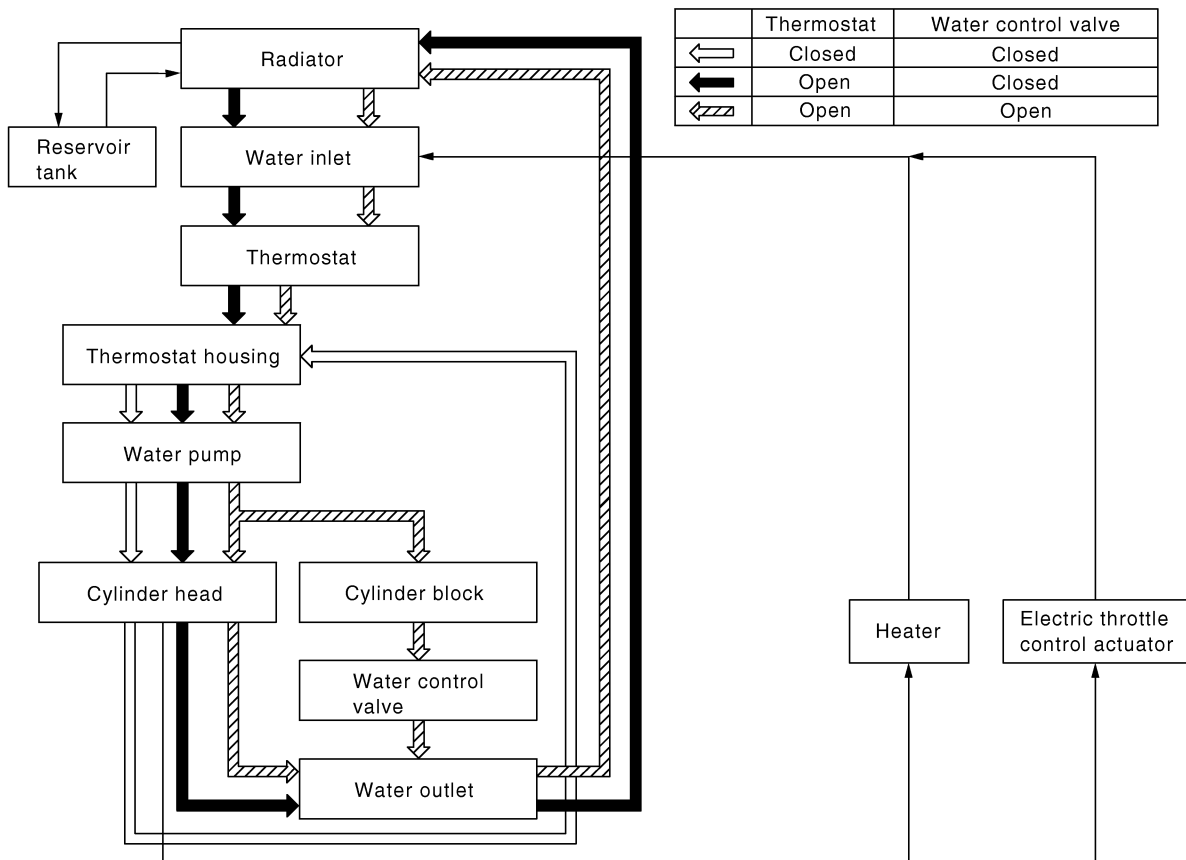 Thermostat Water control valve
Closed Closed
Open Closed
Open Open
Radiator
Reservoir
tank
Water inlet
Thermostat
Thermostat housing
Water pump
Cylinder head
Cylinder block
Water control
valve
Water outlet
Heater
Electric throttle
control actuator